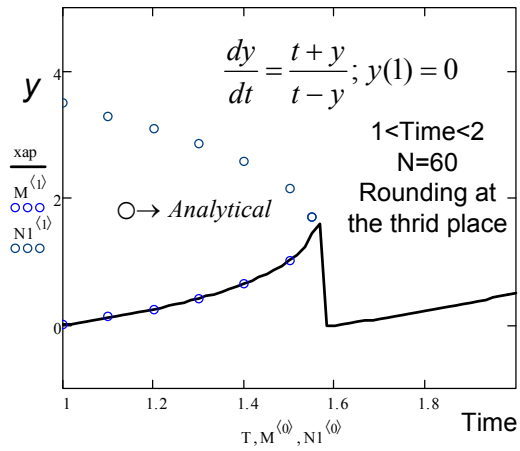 4
y
dy/dt = t + y/t − y; y(1) = 0
1<Time<2
N=60
Rounding at
the thrid place
xap
M⟨1⟩
N1⟨1⟩
2
→ Analytical
0
1 1.2 1.4 1.6 1.8
Time
T, M⟨0⟩, N1⟨0⟩